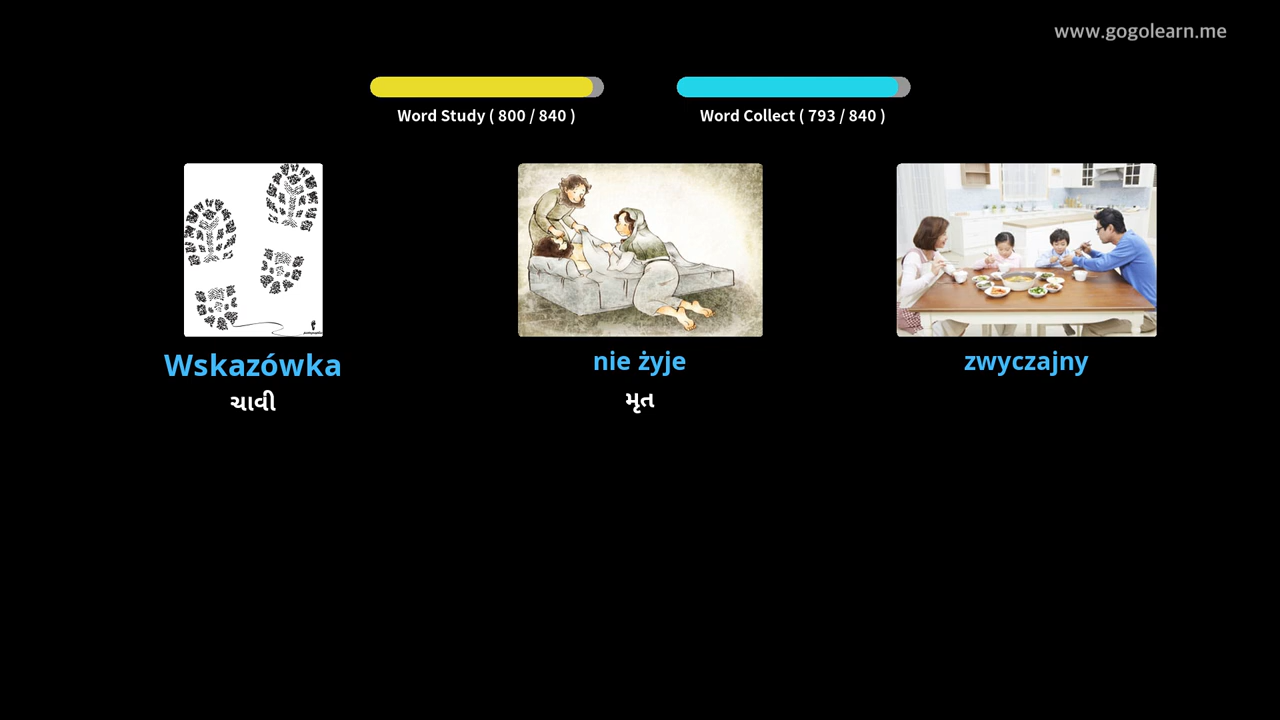 www.gogolearn.me
Word Study ( 800 / 840 )
Word Collect ( 793 / 840 )
Wskazówka
nie żyje
zwyczajny
ચાવી
મૃત